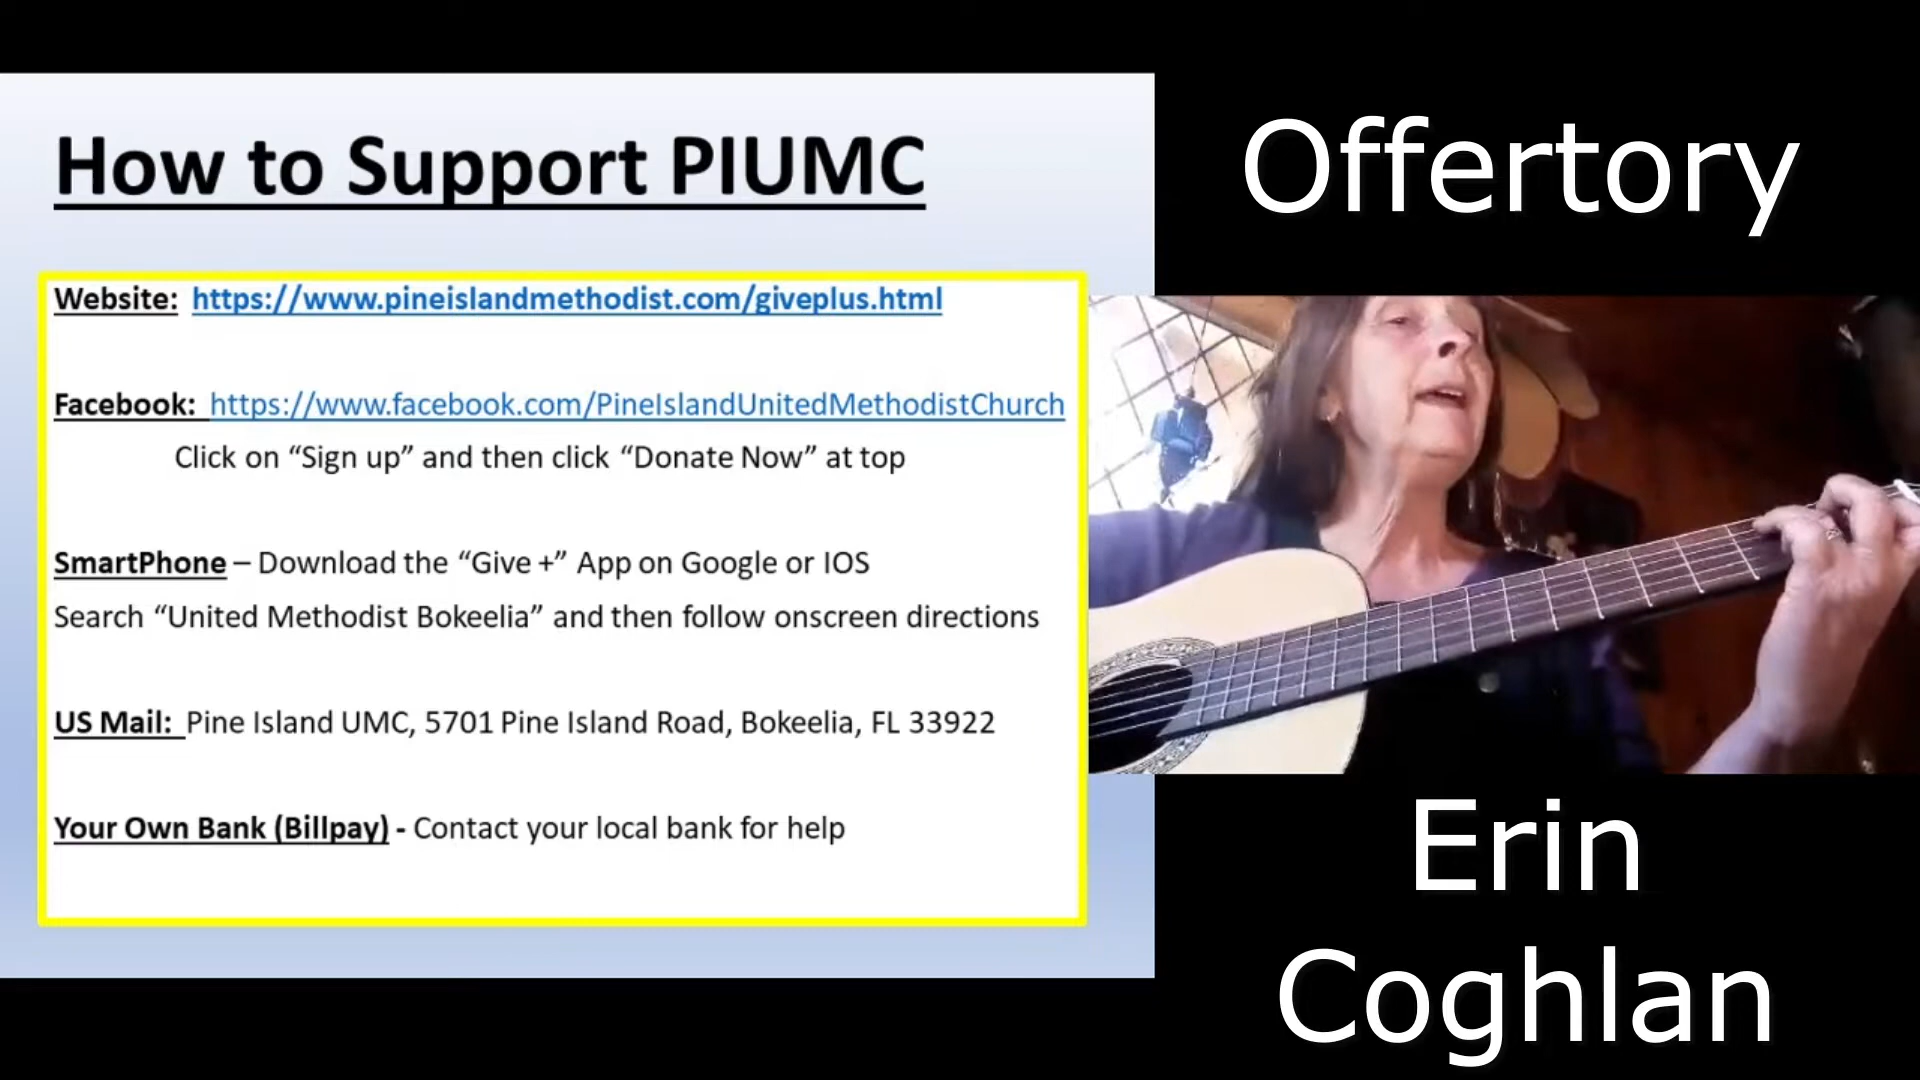 How to Support PIUMC
Website: https://www.pineislandmethodist.com/giveplus.html
Facebook: https://www.facebook.com/PineIslandUnitedMethodistChurch
Click on “Sign up” and then click “Donate Now” at top
SmartPhone – Download the “Give +” App on Google or IOS
Search “United Methodist Bokeelia” and then follow onscreen directions
US Mail: Pine Island UMC, 5701 Pine Island Road, Bokeelia, FL 33922
Your Own Bank (Billpay) - Contact your local bank for help
Offertory
Erin
Coghlan